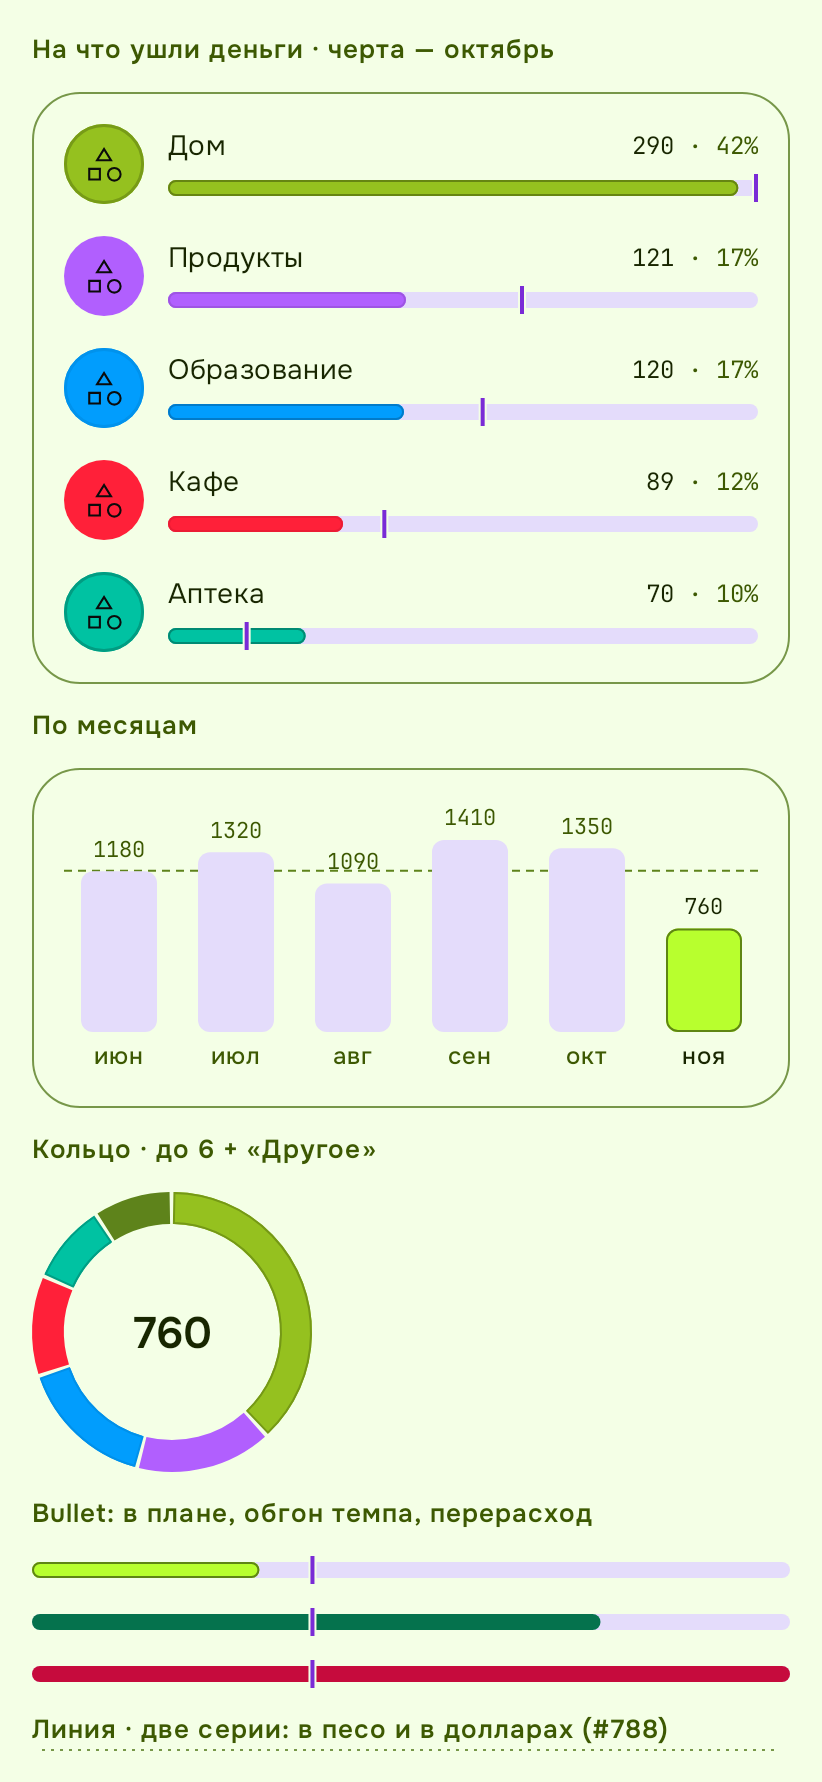 На что ушли деньги · черта — октябрь
Дом 290 · 42%
Продукты 121 · 17%
Образование 120 · 17%
Кафе 89 · 12%
Аптека 70 · 10%
По месяцам
1180 1320 1090 1410 1350 760
июн июл авг сен окт ноя
Кольцо · до 6 + «Другое»
760
Bullet: в плане, обгон темпа, перерасход
Линия · две серии: в песо и в долларах (#788)